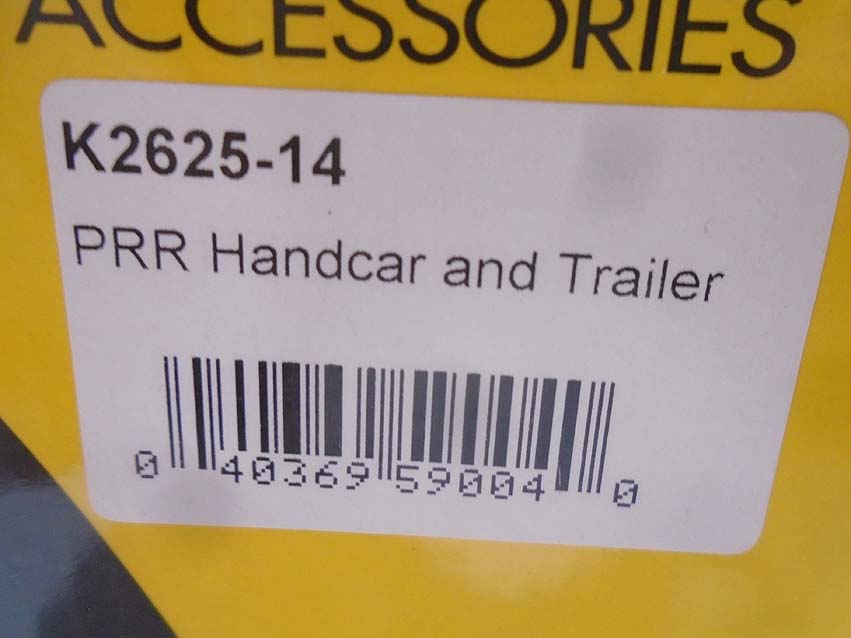 ACCESSORIES
K2625-14
PRR Handcar and Trailer
0 40369 59004 0